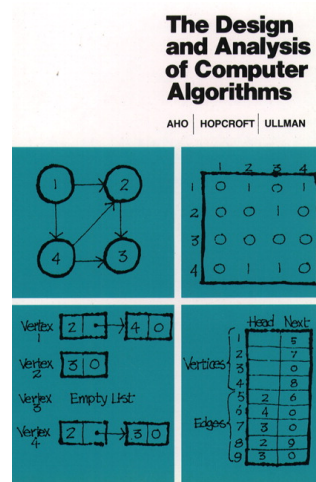 The Design
and Analysis
of Computer
Algorithms
AHO | HOPCROFT | ULLMAN
1 2
4 3
1 2 3 4
1 0 1 0 1
2 0 0 1 0
3 0 0 0 0
4 0 1 1 0
Vertex 1 2 4 0
Vertex 2 3 0
Vertex 3 Empty List
Vertex 4 2 3 0
Head Next
Vertices
1 5
2 7
3 0
4 8
Edges
5 2 6
6 4 0
7 3 0
8 2 9
9 3 0